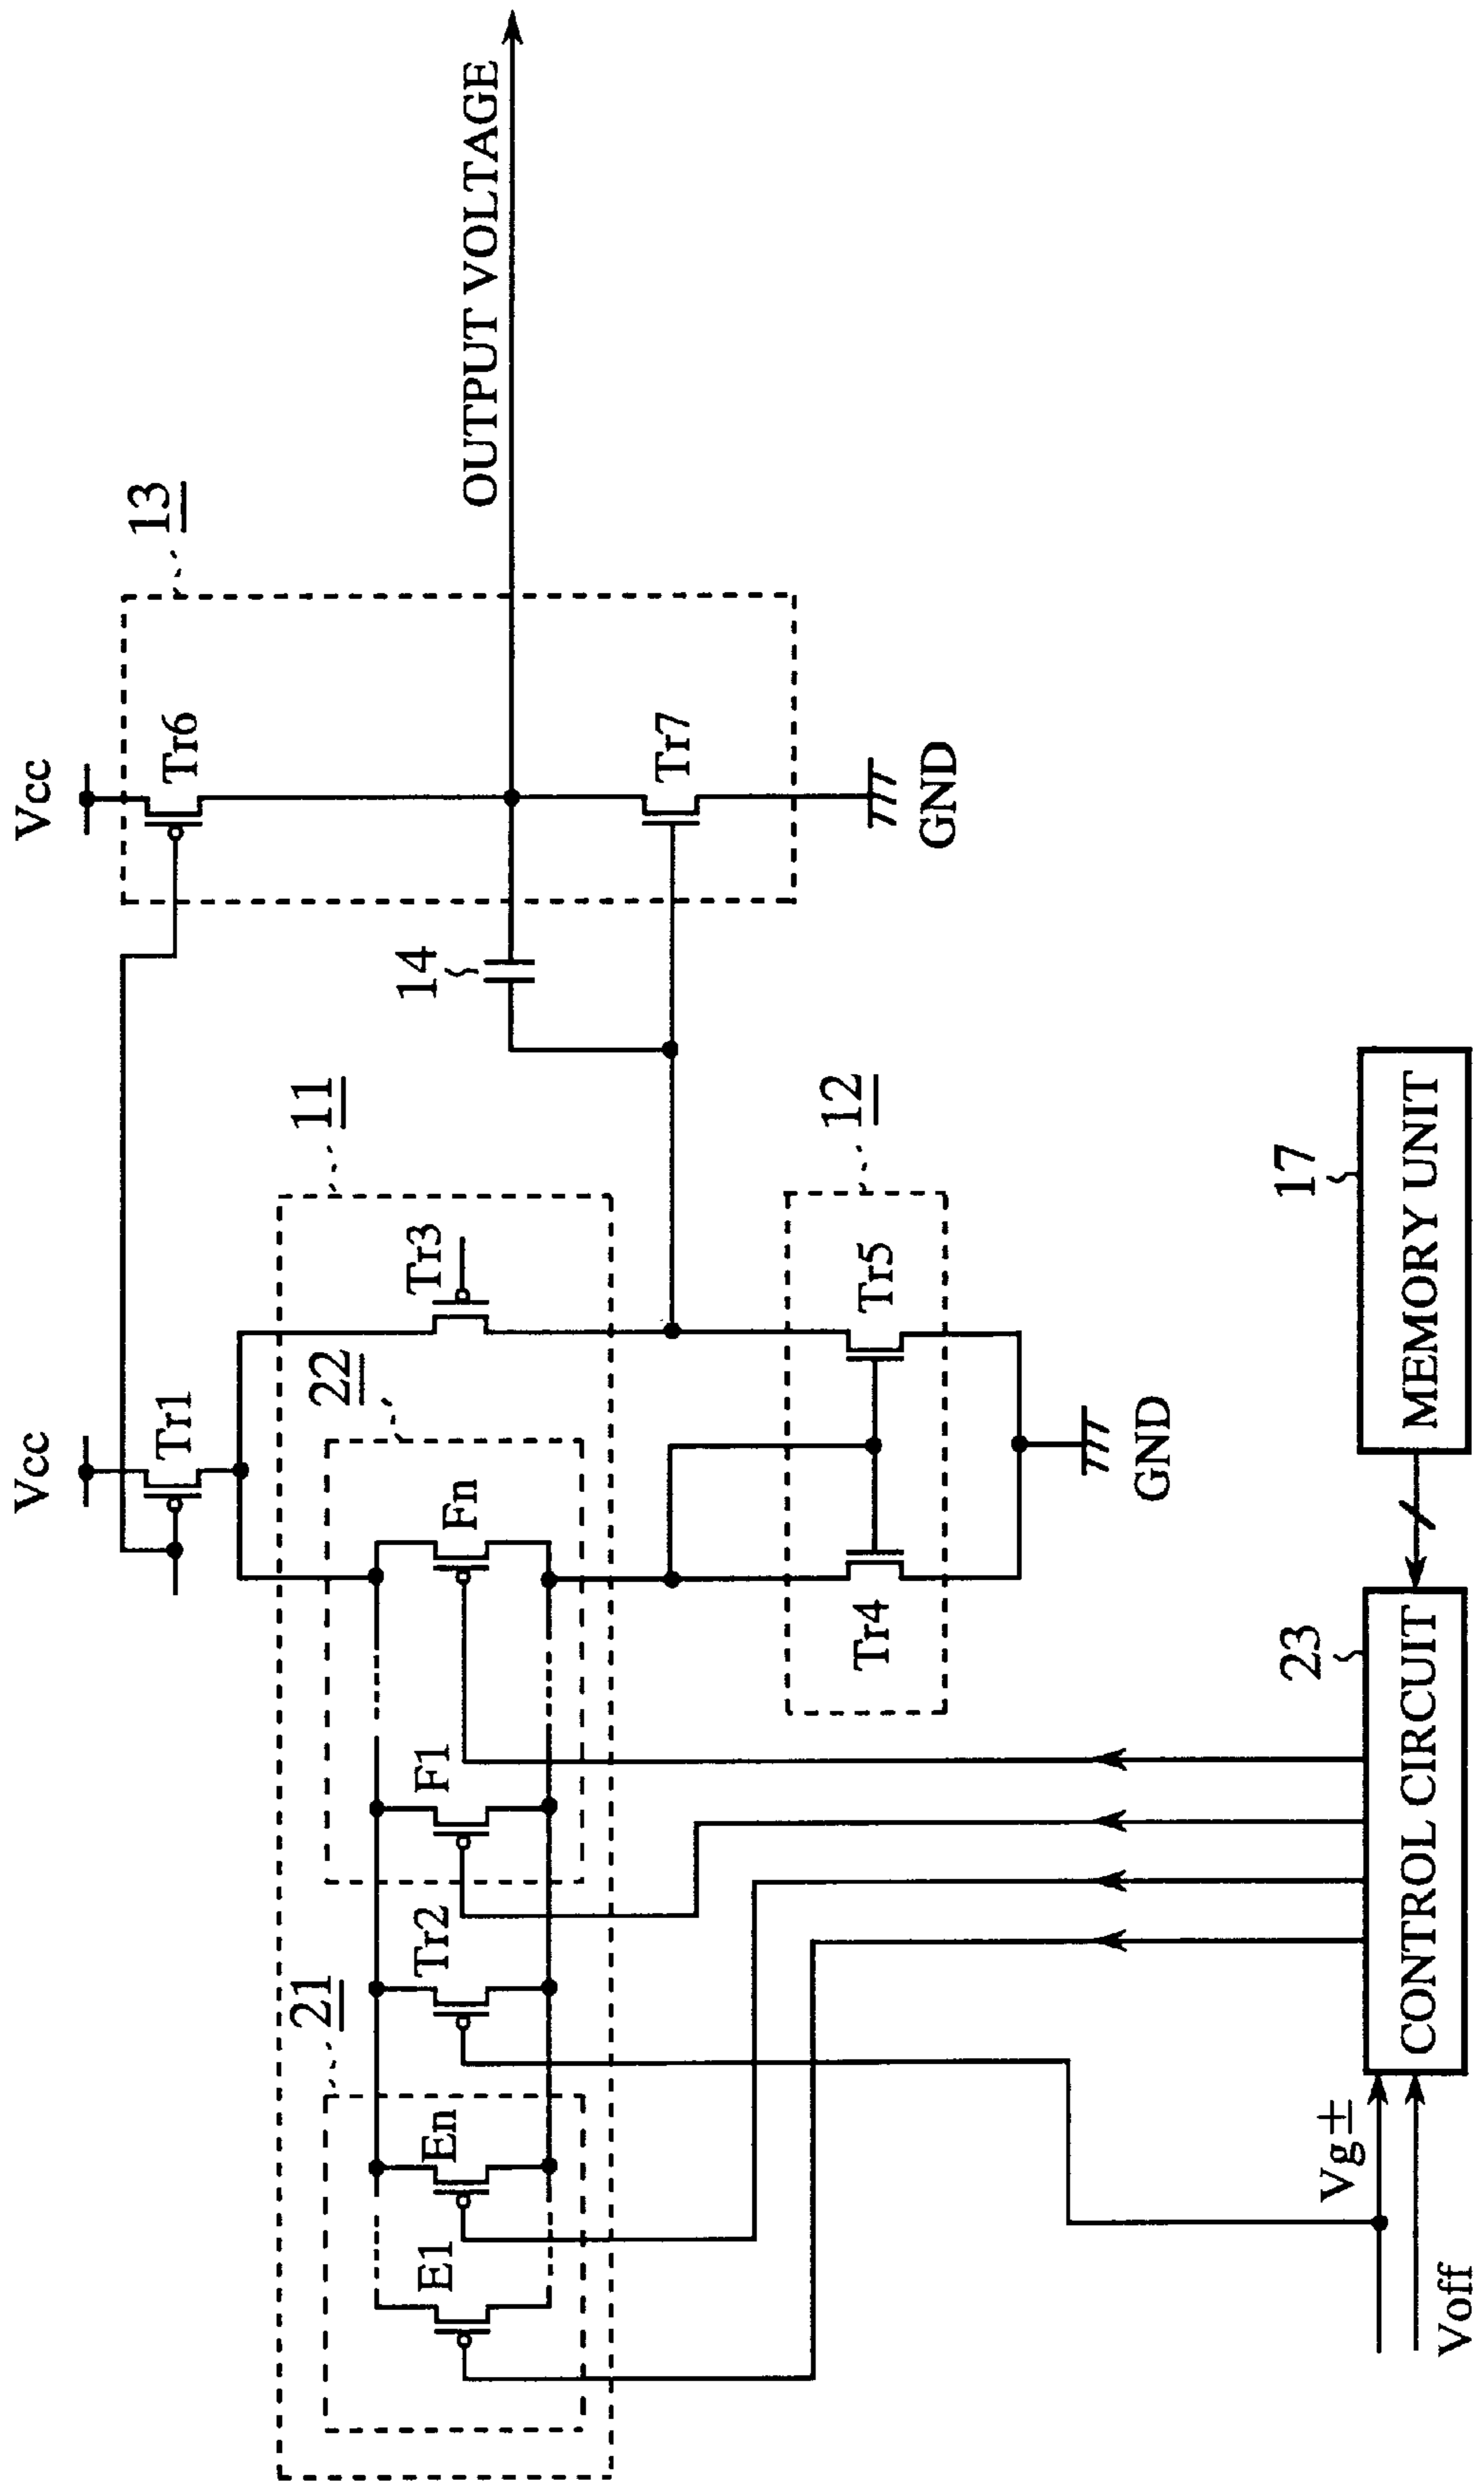 Vcc
Vcc
13
Tr1
Tr6
11
22
21
Tr3
E1
En
Tr2
F1
Fn
14
OUTPUT VOLTAGE
Tr7
12
Tr4
Tr5
GND
GND
Vg±
Voff
23
CONTROL CIRCUIT
17
MEMORY UNIT